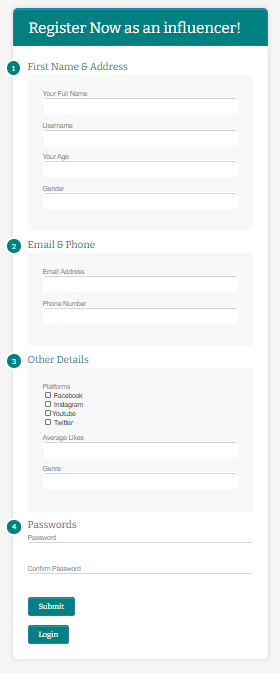 Register Now as an influencer!
1 First Name & Address
Your Full Name
Username
Your Age
Gender
2 Email & Phone
Email Address
Phone Number
3 Other Details
Platforms
Facebook
Instagram
Youtube
Twitter
Average Likes
Genre
4 Passwords
Password
Confirm Password
Submit
Login